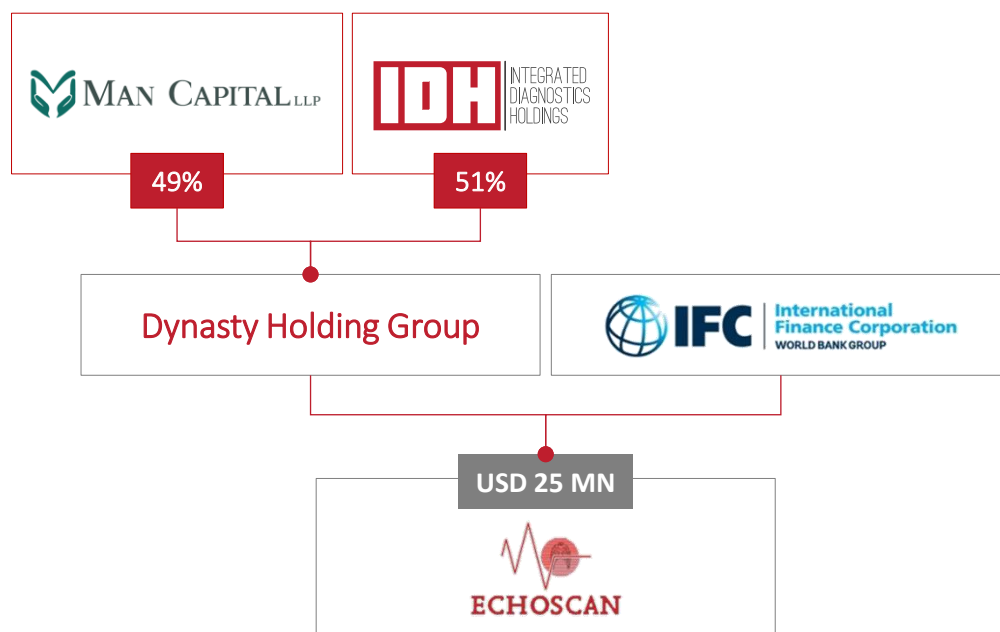 MAN CAPITAL LLP
IDH
INTEGRATED
DIAGNOSTICS
HOLDINGS
49%
51%
Dynasty Holding Group
IFC
International
Finance Corporation
WORLD BANK GROUP
USD 25 MN
ECHOSCAN